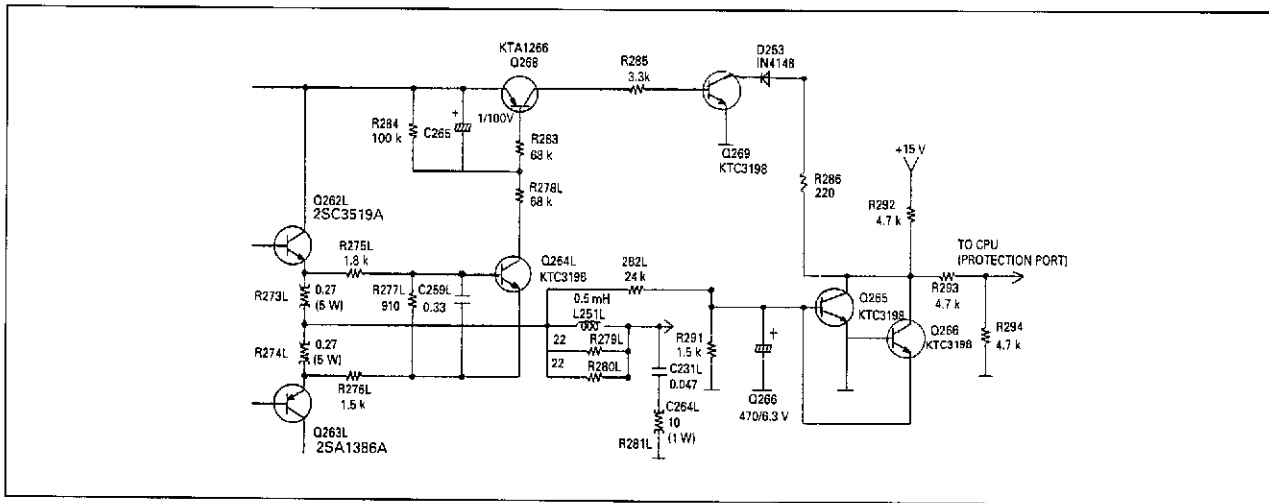 KTA1266
Q268
1/100V
R284
100 k
C265
+
R283
68 k
R278L
68 k
R285
3.3k
D253
IN4148
Q269
KTC3198
R286
220
+15 V
R292
4.7 k
TO CPU
(PROTECTION PORT)
R293
4.7 k
R294
4.7k
Q262L
2SC3519A
R275L
1.8 k
R273L
0.27
(5 W)
R277L
910
C259L
0.33
Q264L
KTC3198
282L
24 k
0.5 mH
L251L
22
R279L
22
R280L
R274L
0.27
(5 W)
R276L
1.5 k
Q263L
2SA1386A
C231L
0.047
C264L
10
(1 W)
R281L
R291
1.5 k
+
Q266
470/6.3 V
Q265
KTC3198
Q266
KTC3198